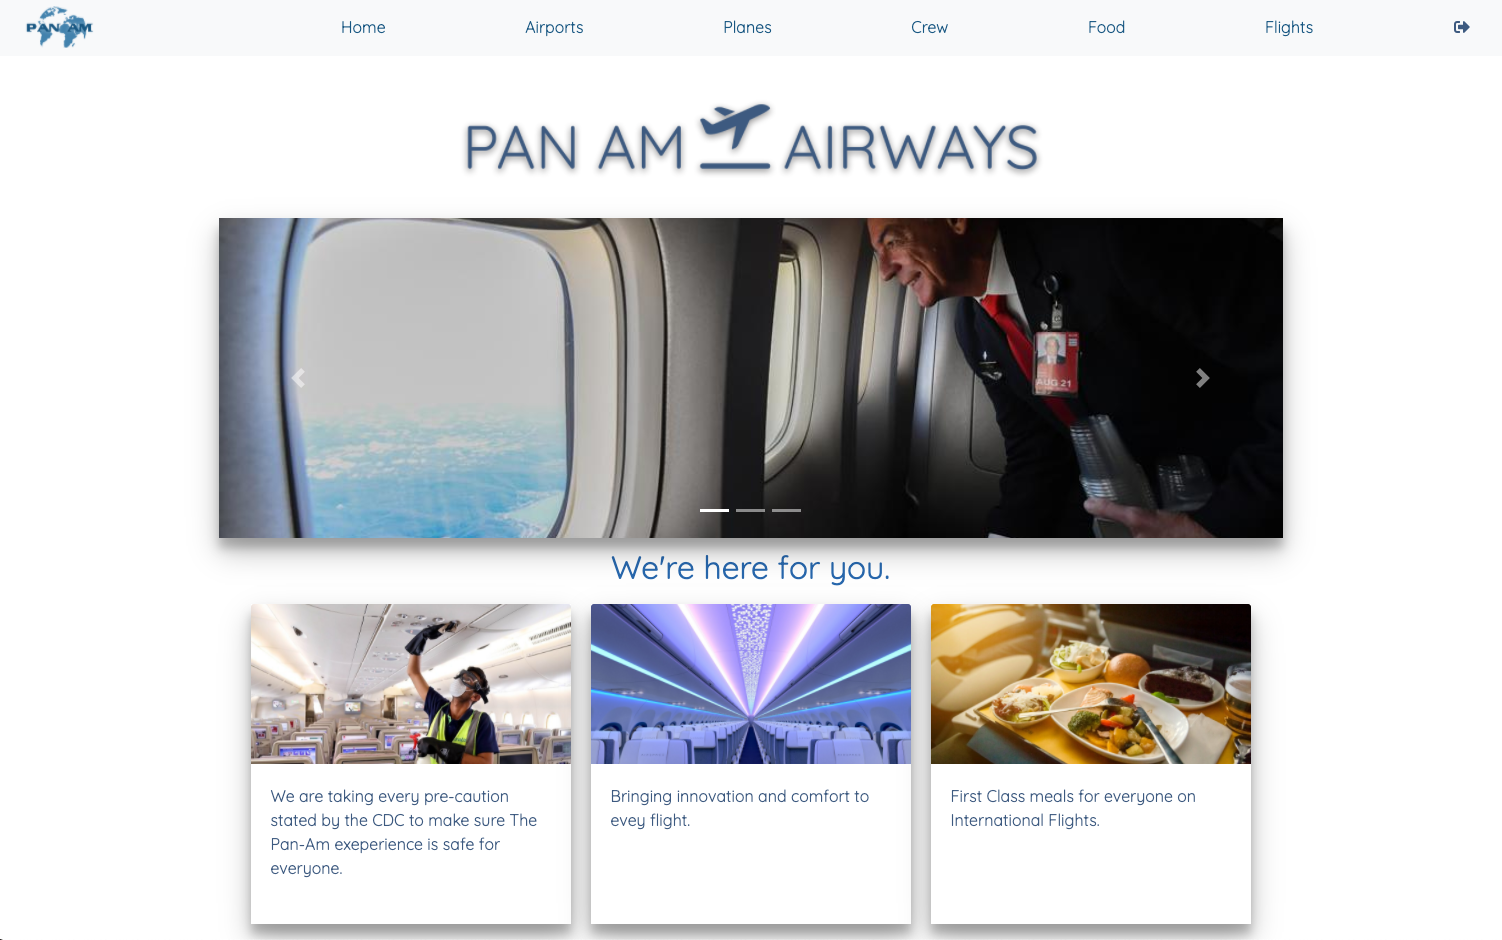 PAN AM
Home Airports Planes Crew Food Flights
PAN AM AIRWAYS
AUG 21
We're here for you.
We are taking every pre-caution
stated by the CDC to make sure The
Pan-Am exeperience is safe for
everyone.
Bringing innovation and comfort to
evey flight.
First Class meals for everyone on
International Flights.